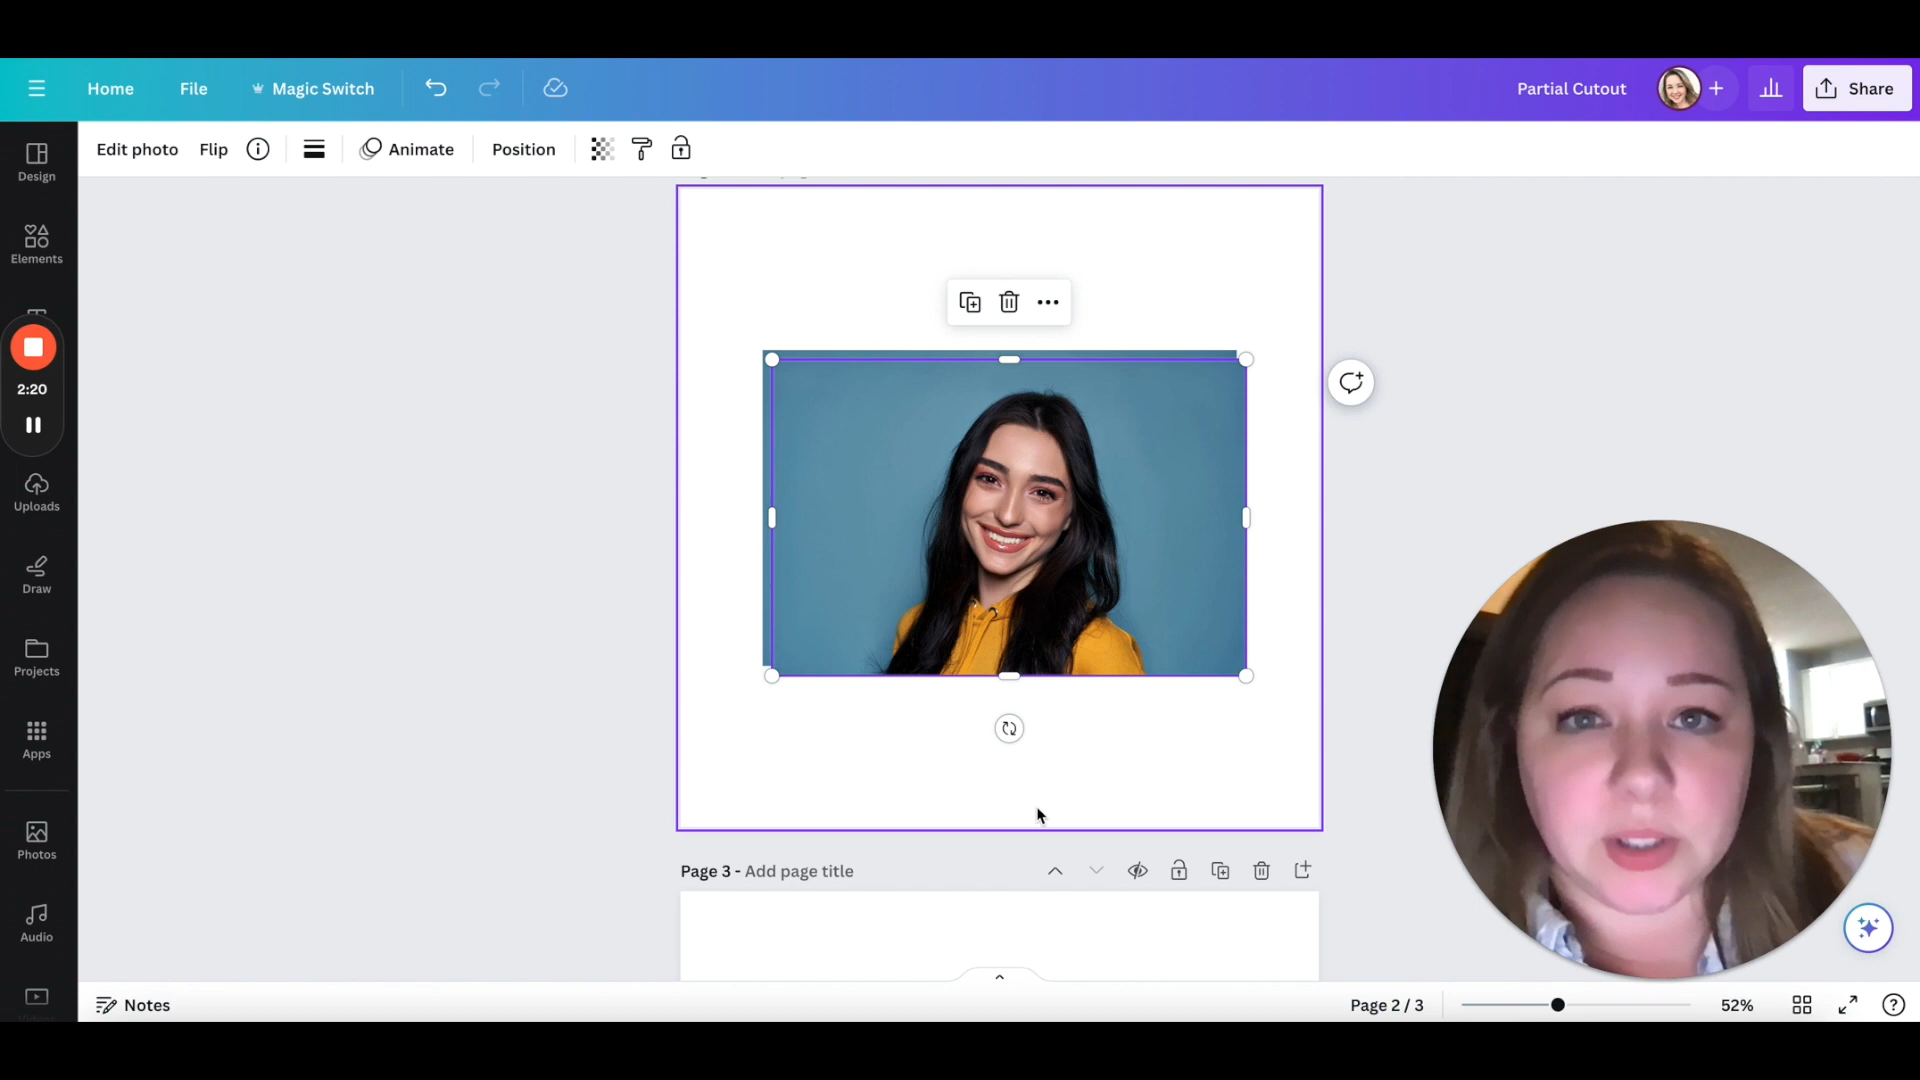 Home File Magic Switch Partial Cutout Share
Edit photo Flip Animate Position
Design
Elements
2:20
Uploads
Draw
Projects
Apps
Photos
Audio
Page 3 - Add page title
Notes Page 2 / 3 52%